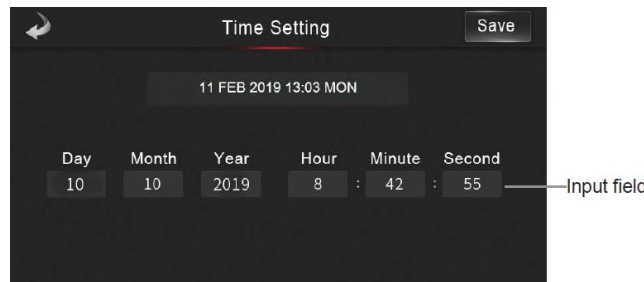 Time Setting
Save
11 FEB 2019 13:03 MON
Day Month Year Hour Minute Second
10 10 2019 8 : 42 : 55
Input field